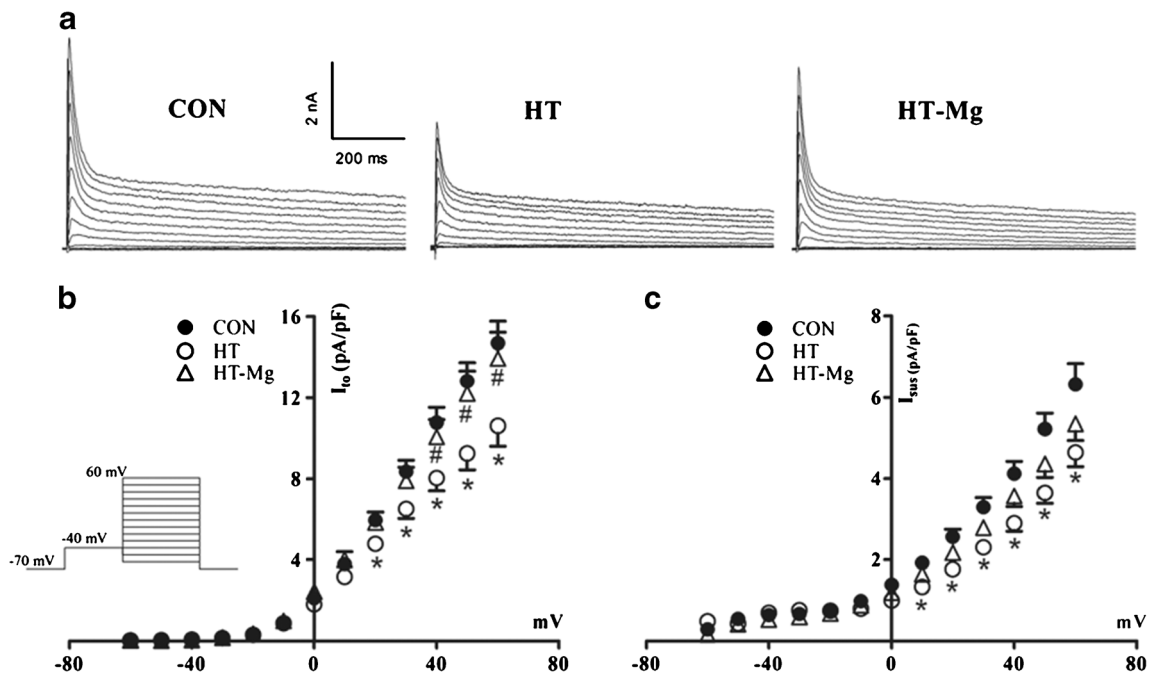 a
CON
2 nA
200 ms
HT
HT-Mg
b
CON
HT
HT-Mg
Ito (pA/pF)
16
12
8
4
# # #
* * * * *
60 mV
-40 mV
-70 mV
mV
-80 -40 0 40 80
c
CON
HT
HT-Mg
Isus (pA/pF)
8
6
4
2
* * * * * *
mV
-80 -40 0 40 80